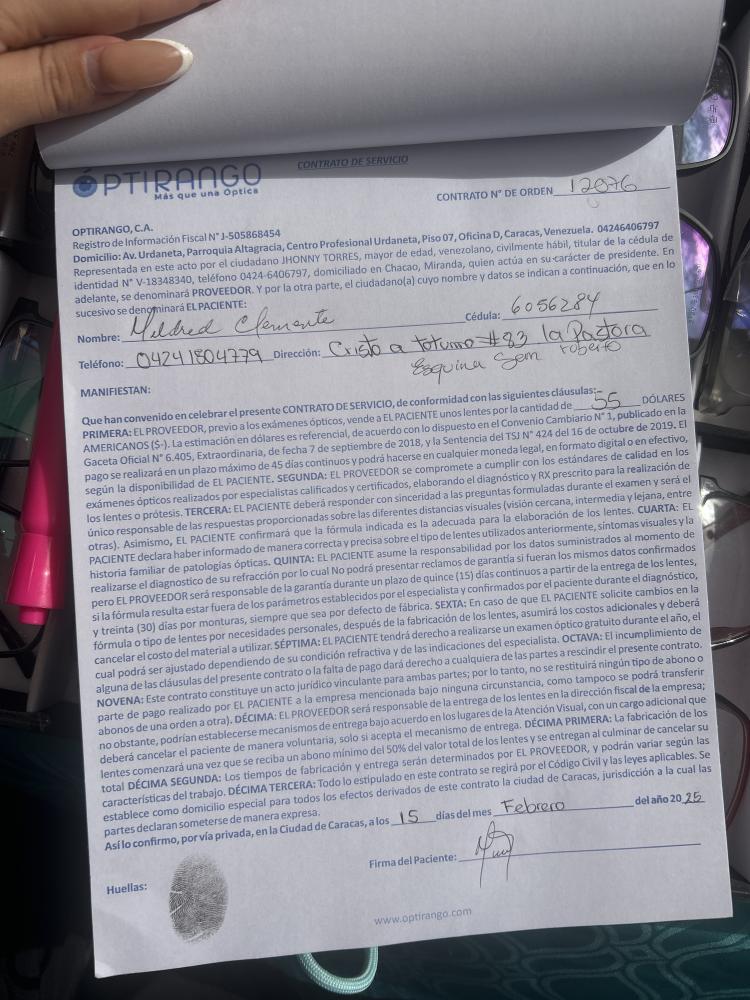 CONTRATO DE SERVICIO
ÓPTIRANGO
Más que una Óptica
CONTRATO N° DE ORDEN 12076
OPTIRANGO, C.A.
Registro de Información Fiscal N° J-505868454
Domicilio: Av. Urdaneta, Parroquia Altagracia, Centro Profesional Urdaneta, Piso 07, Oficina D, Caracas, Venezuela. 04246406797
Representada en este acto por el ciudadano JHONNY TORRES, mayor de edad, venezolano, civilmente hábil, titular de la cédula de
identidad N° V-18348340, teléfono 0424-6406797, domiciliado en Chacao, Miranda, quien actúa en su carácter de presidente. En
adelante, se denominará PROVEEDOR. Y por la otra parte, el ciudadano(a) cuyo nombre y datos se indican a continuación, que en lo
sucesivo se denominará EL PACIENTE:
Nombre: Mildred Clemente Cédula: 6056284
Teléfono: 04241804779 Dirección: Cristo a totumo #83 la Paztora
Esquina Sem roberto
MANIFIESTAN:
Que han convenido en celebrar el presente CONTRATO DE SERVICIO, de conformidad con las siguientes cláusulas:
PRIMERA: EL PROVEEDOR, previo a los exámenes ópticos, vende a EL PACIENTE unos lentes por la cantidad de 55 DÓLARES
AMERICANOS ($-). La estimación en dólares es referencial, de acuerdo con lo dispuesto en el Convenio Cambiario N° 1, publicado en la
Gaceta Oficial N° 6.405, Extraordinaria, de fecha 7 de septiembre de 2018, y la Sentencia del TSJ N° 424 del 16 de octubre de 2019. El
pago se realizará en un plazo máximo de 45 días continuos y podrá hacerse en cualquier moneda legal, en formato digital o en efectivo,
según la disponibilidad de EL PACIENTE. SEGUNDA: EL PROVEEDOR se compromete a cumplir con los estándares de calidad en los
exámenes ópticos realizados por especialistas calificados y certificados, elaborando el diagnóstico y RX prescrito para la realización de
los lentes o prótesis. TERCERA: EL PACIENTE deberá responder con sinceridad a las preguntas formuladas durante el examen y será el
único responsable de las respuestas proporcionadas sobre las diferentes distancias visuales (visión cercana, intermedia y lejana, entre
otras). Asimismo, EL PACIENTE confirmará que la fórmula indicada es la adecuada para la elaboración de los lentes. CUARTA: EL
PACIENTE declara haber informado de manera correcta y precisa sobre el tipo de lentes utilizados anteriormente, síntomas visuales y la
historia familiar de patologías ópticas. QUINTA: EL PACIENTE asume la responsabilidad por los datos suministrados al momento de
realizarse el diagnostico de su refracción por lo cual No podrá presentar reclamos de garantía si fueran los mismos datos confirmados
pero EL PROVEEDOR será responsable de la garantía durante un plazo de quince (15) días continuos a partir de la entrega de los lentes,
si la fórmula resulta estar fuera de los parámetros establecidos por el especialista y confirmados por el paciente durante el diagnóstico,
y treinta (30) días por monturas, siempre que sea por defecto de fábrica. SEXTA: En caso de que EL PACIENTE solicite cambios en la
fórmula o tipo de lentes por necesidades personales, después de la fabricación de los lentes, asumirá los costos adicionales y deberá
cancelar el costo del material a utilizar. SÉPTIMA: EL PACIENTE tendrá derecho a realizarse un examen óptico gratuito durante el año, el
cual podrá ser ajustado dependiendo de su condición refractiva y de las indicaciones del especialista. OCTAVA: El incumplimiento de
alguna de las cláusulas del presente contrato o la falta de pago dará derecho a cualquiera de las partes a rescindir el presente contrato.
NOVENA: Este contrato constituye un acto jurídico vinculante para ambas partes; por lo tanto, no se restituirá ningún tipo de abono o
parte de pago realizado por EL PACIENTE a la empresa mencionada bajo ninguna circunstancia, como tampoco se podrá transferir
abonos de una orden a otra). DÉCIMA: EL PROVEEDOR será responsable de la entrega de los lentes en la dirección fiscal de la empresa;
no obstante, podrían establecerse mecanismos de entrega bajo acuerdo en los lugares de la Atención Visual, con un cargo adicional que
deberá cancelar el paciente de manera voluntaria, solo si acepta el mecanismo de entrega. DÉCIMA PRIMERA: La fabricación de los
lentes comenzará una vez que se reciba un abono mínimo del 50% del valor total de los lentes y se entregan al culminar de cancelar su
total DÉCIMA SEGUNDA: Los tiempos de fabricación y entrega serán determinados por EL PROVEEDOR, y podrán variar según las
características del trabajo. DÉCIMA TERCERA: Todo lo estipulado en este contrato se regirá por el Código Civil y las leyes aplicables. Se
establece como domicilio especial para todos los efectos derivados de este contrato la ciudad de Caracas, jurisdicción a la cual las
partes declaran someterse de manera expresa.
Así lo confirmo, por vía privada, en la Ciudad de Caracas, a los 15 días del mes Febrero del año 2025
Firma del Paciente:
Huellas:
www.optirango.com